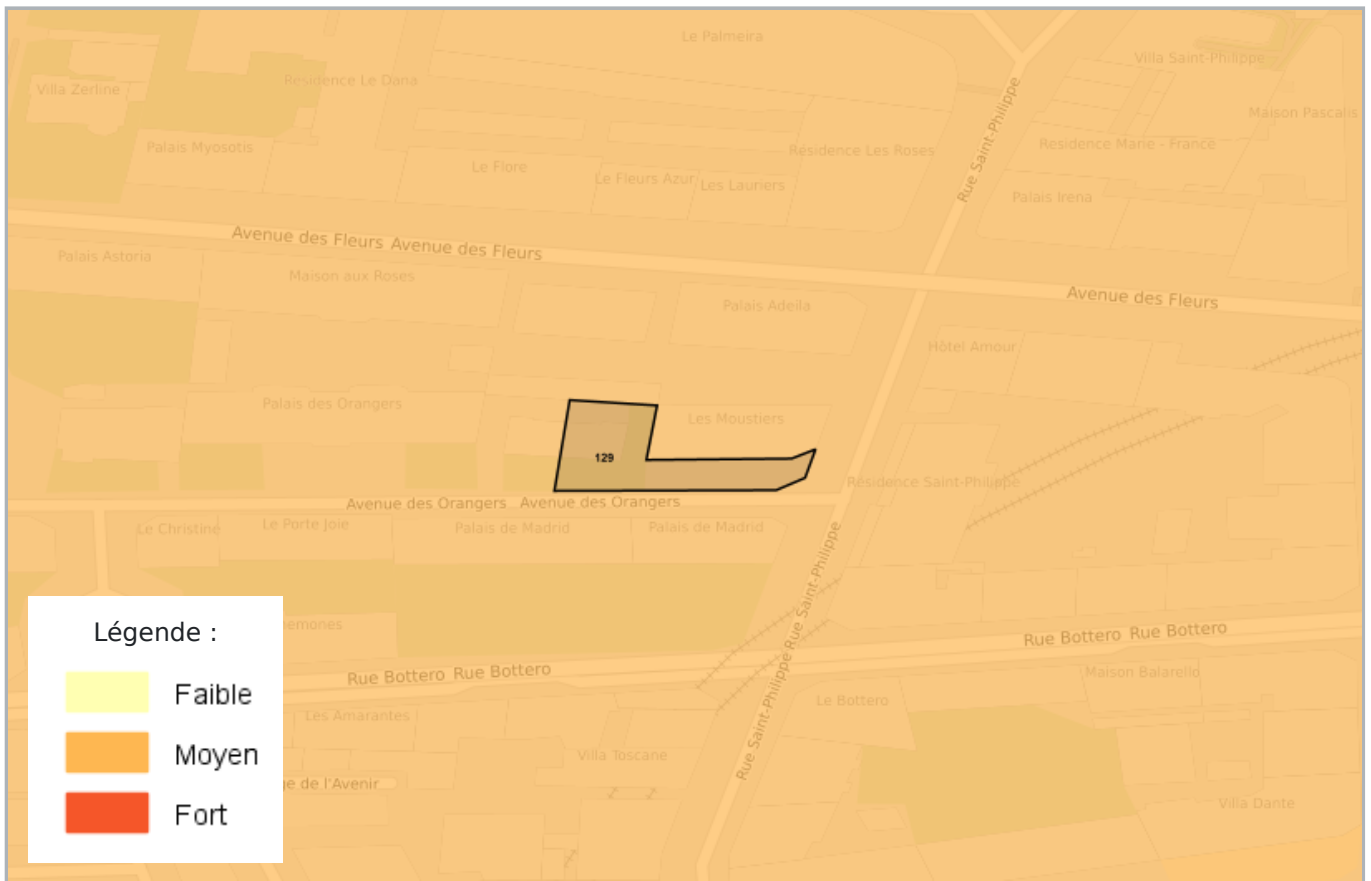 Le Palmeira
Villa Saint-Philippe
Résidence Le Daria
Villa Zerline
Maison Pascalis
Rue Saint-Philippe
Palais Myosotis
Résidence Les Roses
Résidence Marie - France
Le Flore
Le Fleurs Azur
Les Lauriers
Palais Irena
Avenue des Fleurs Avenue des Fleurs
Palais Astoria
Maison aux Roses
Avenue des Fleurs
Palais Adeila
Hôtel Amour
Palais des Orangers
Les Moustiers
129
Résidence Saint-Philippe
Avenue des Orangers Avenue des Orangers
Le Christine
Le Porte Joie
Palais de Madrid
Palais de Madrid
Rue Saint-Philippe Rue Saint-Philippe
emones
Rue Bottero Rue Bottero
Rue Bottero Rue Bottero
Maison Balarello
Le Bottero
Les Amarantes
Villa Toscane
ge de l'Avenir
Villa Dante
Légende :
Faible
Moyen
Fort